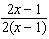 2x − 1
2(x − 1)